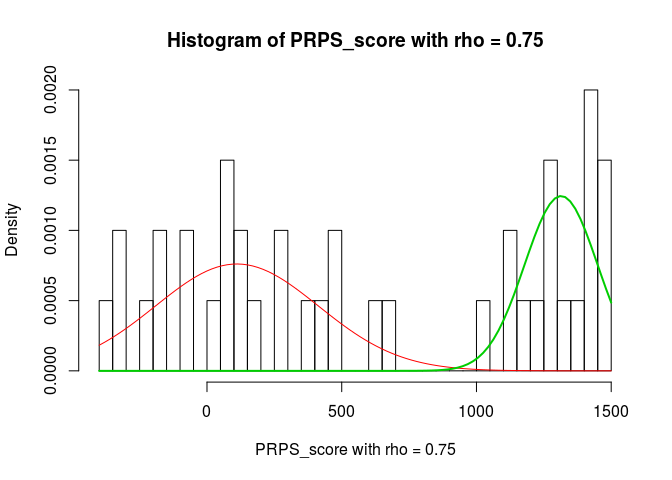 Histogram of PRPS_score with rho = 0.75
Density
0.0020
0.0015
0.0010
0.0005
0.0000
0 500 1000 1500
PRPS_score with rho = 0.75